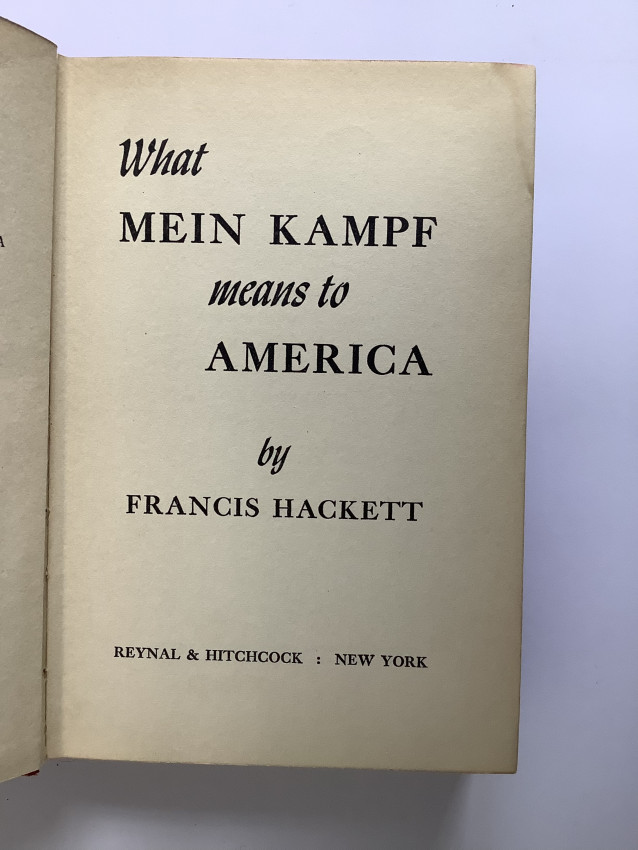 A
What
MEIN KAMPF
means to
AMERICA
by
FRANCIS HACKETT
REYNAL & HITCHCOCK : NEW YORK